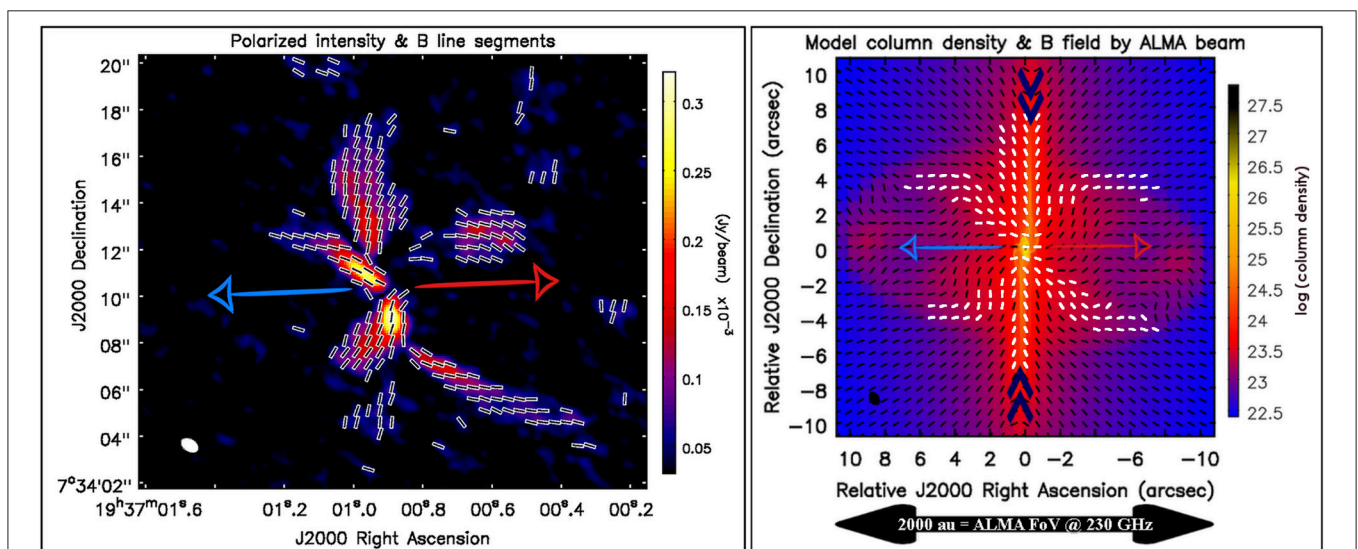 Polarized intensity & B line segments
20"
18"
16"
14"
12"
10"
08"
06"
04"
7°34'02"
J2000 Declination
19ʰ37ᵐ01ˢ.6
01ˢ.2
01ˢ.0
00ˢ.8
00ˢ.6
00ˢ.4
00ˢ.2
J2000 Right Ascension
0.3
0.25
0.2
0.15
0.1
0.05
(Jy/beam) ×10⁻³
Model column density & B field by ALMA beam
10
8
6
4
2
0
−2
−4
−6
−8
−10
Relative J2000 Declination (arcsec)
10 8 6 4 2 0 −2 −6 −10
Relative J2000 Right Ascension (arcsec)
27.5
27
26.5
26
25.5
25
24.5
24
23.5
23
22.5
log(column density)
2000 au = ALMA FoV @ 230 GHz